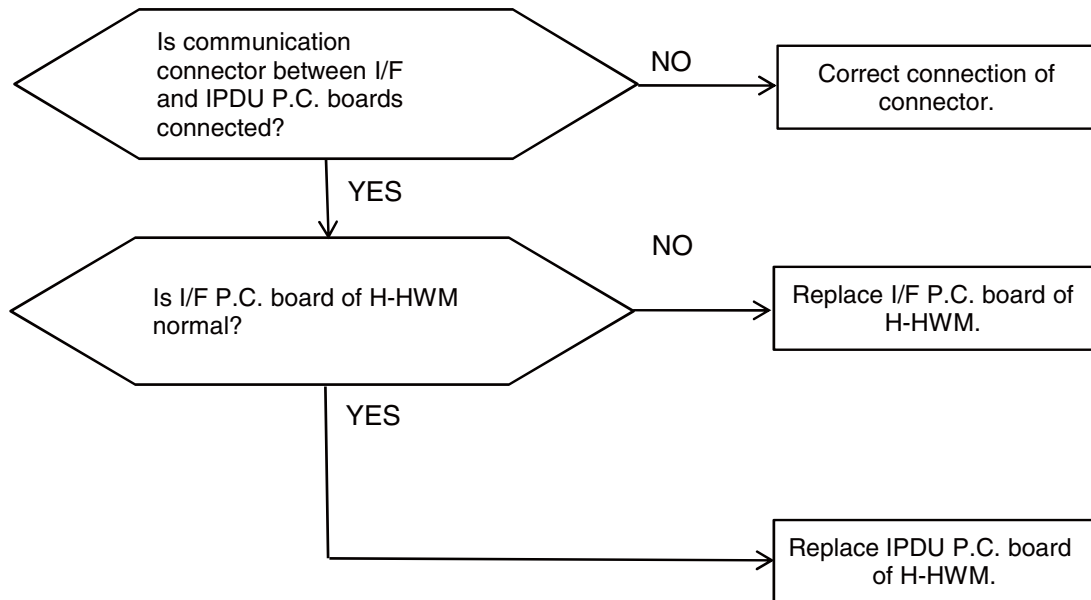 Is communication
connector between I/F
and IPDU P.C. boards
connected?
NO
Correct connection of
connector.
YES
Is I/F P.C. board of H-HWM
normal?
NO
Replace I/F P.C. board of
H-HWM.
YES
Replace IPDU P.C. board
of H-HWM.